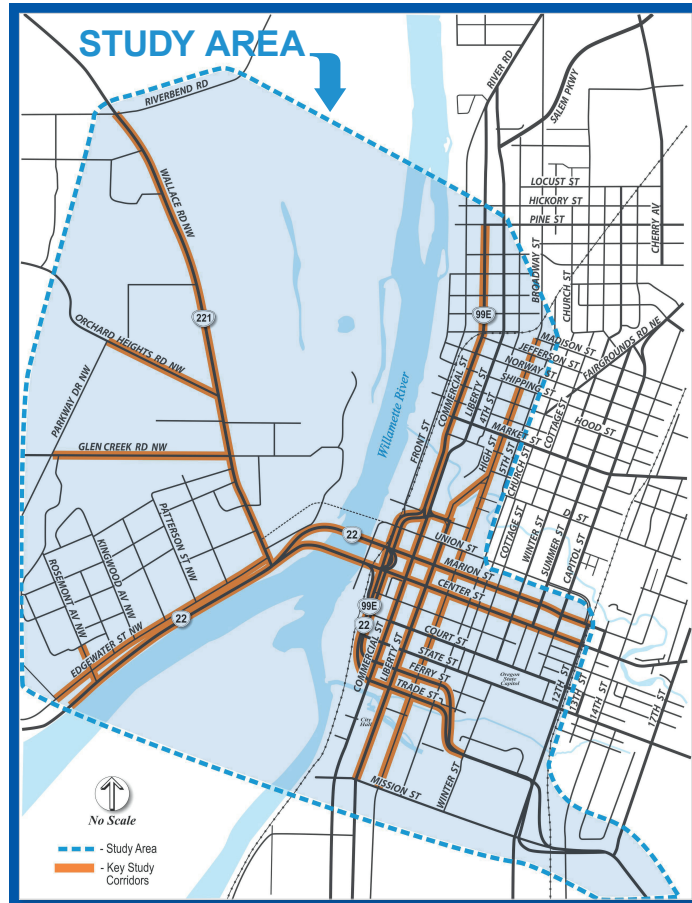 STUDY AREA
RIVERBEND RD
RIVER RD
SALEM PKWY
WALLACE RD NW
LOCUST ST
HICKORY ST
PINE ST
CHERRY AV
BROADWAY ST
CHURCH ST
221
99E
ORCHARD HEIGHTS RD NW
MADISON ST
JEFFERSON ST
NORWAY ST
SHIPPING ST
FAIRGROUNDS RD NE
PARKWAY DR NW
Willamette River
COMMERCIAL ST
LIBERTY ST
4TH ST
FRONT ST
MARKET ST
COTTAGE ST
HOOD ST
GLEN CREEK RD NW
HIGH ST
5TH ST
CHURCH ST
PATTERSON ST NW
KINGWOOD AV NW
ROSEMONT AV NW
COTTAGE ST
WINTER ST
SUMMER ST
CAPITOL ST
D ST
22
UNION ST
MARION ST
CENTER ST
EDGEWATER ST NW
22
99E
22
COURT ST
STATE ST
FERRY ST
TRADE ST
COMMERCIAL ST
LIBERTY ST
Oregon
State
Capitol
12TH ST
13TH ST
14TH ST
17TH ST
City
Hall
MISSION ST
WINTER ST
No Scale
- Study Area
- Key Study
Corridors